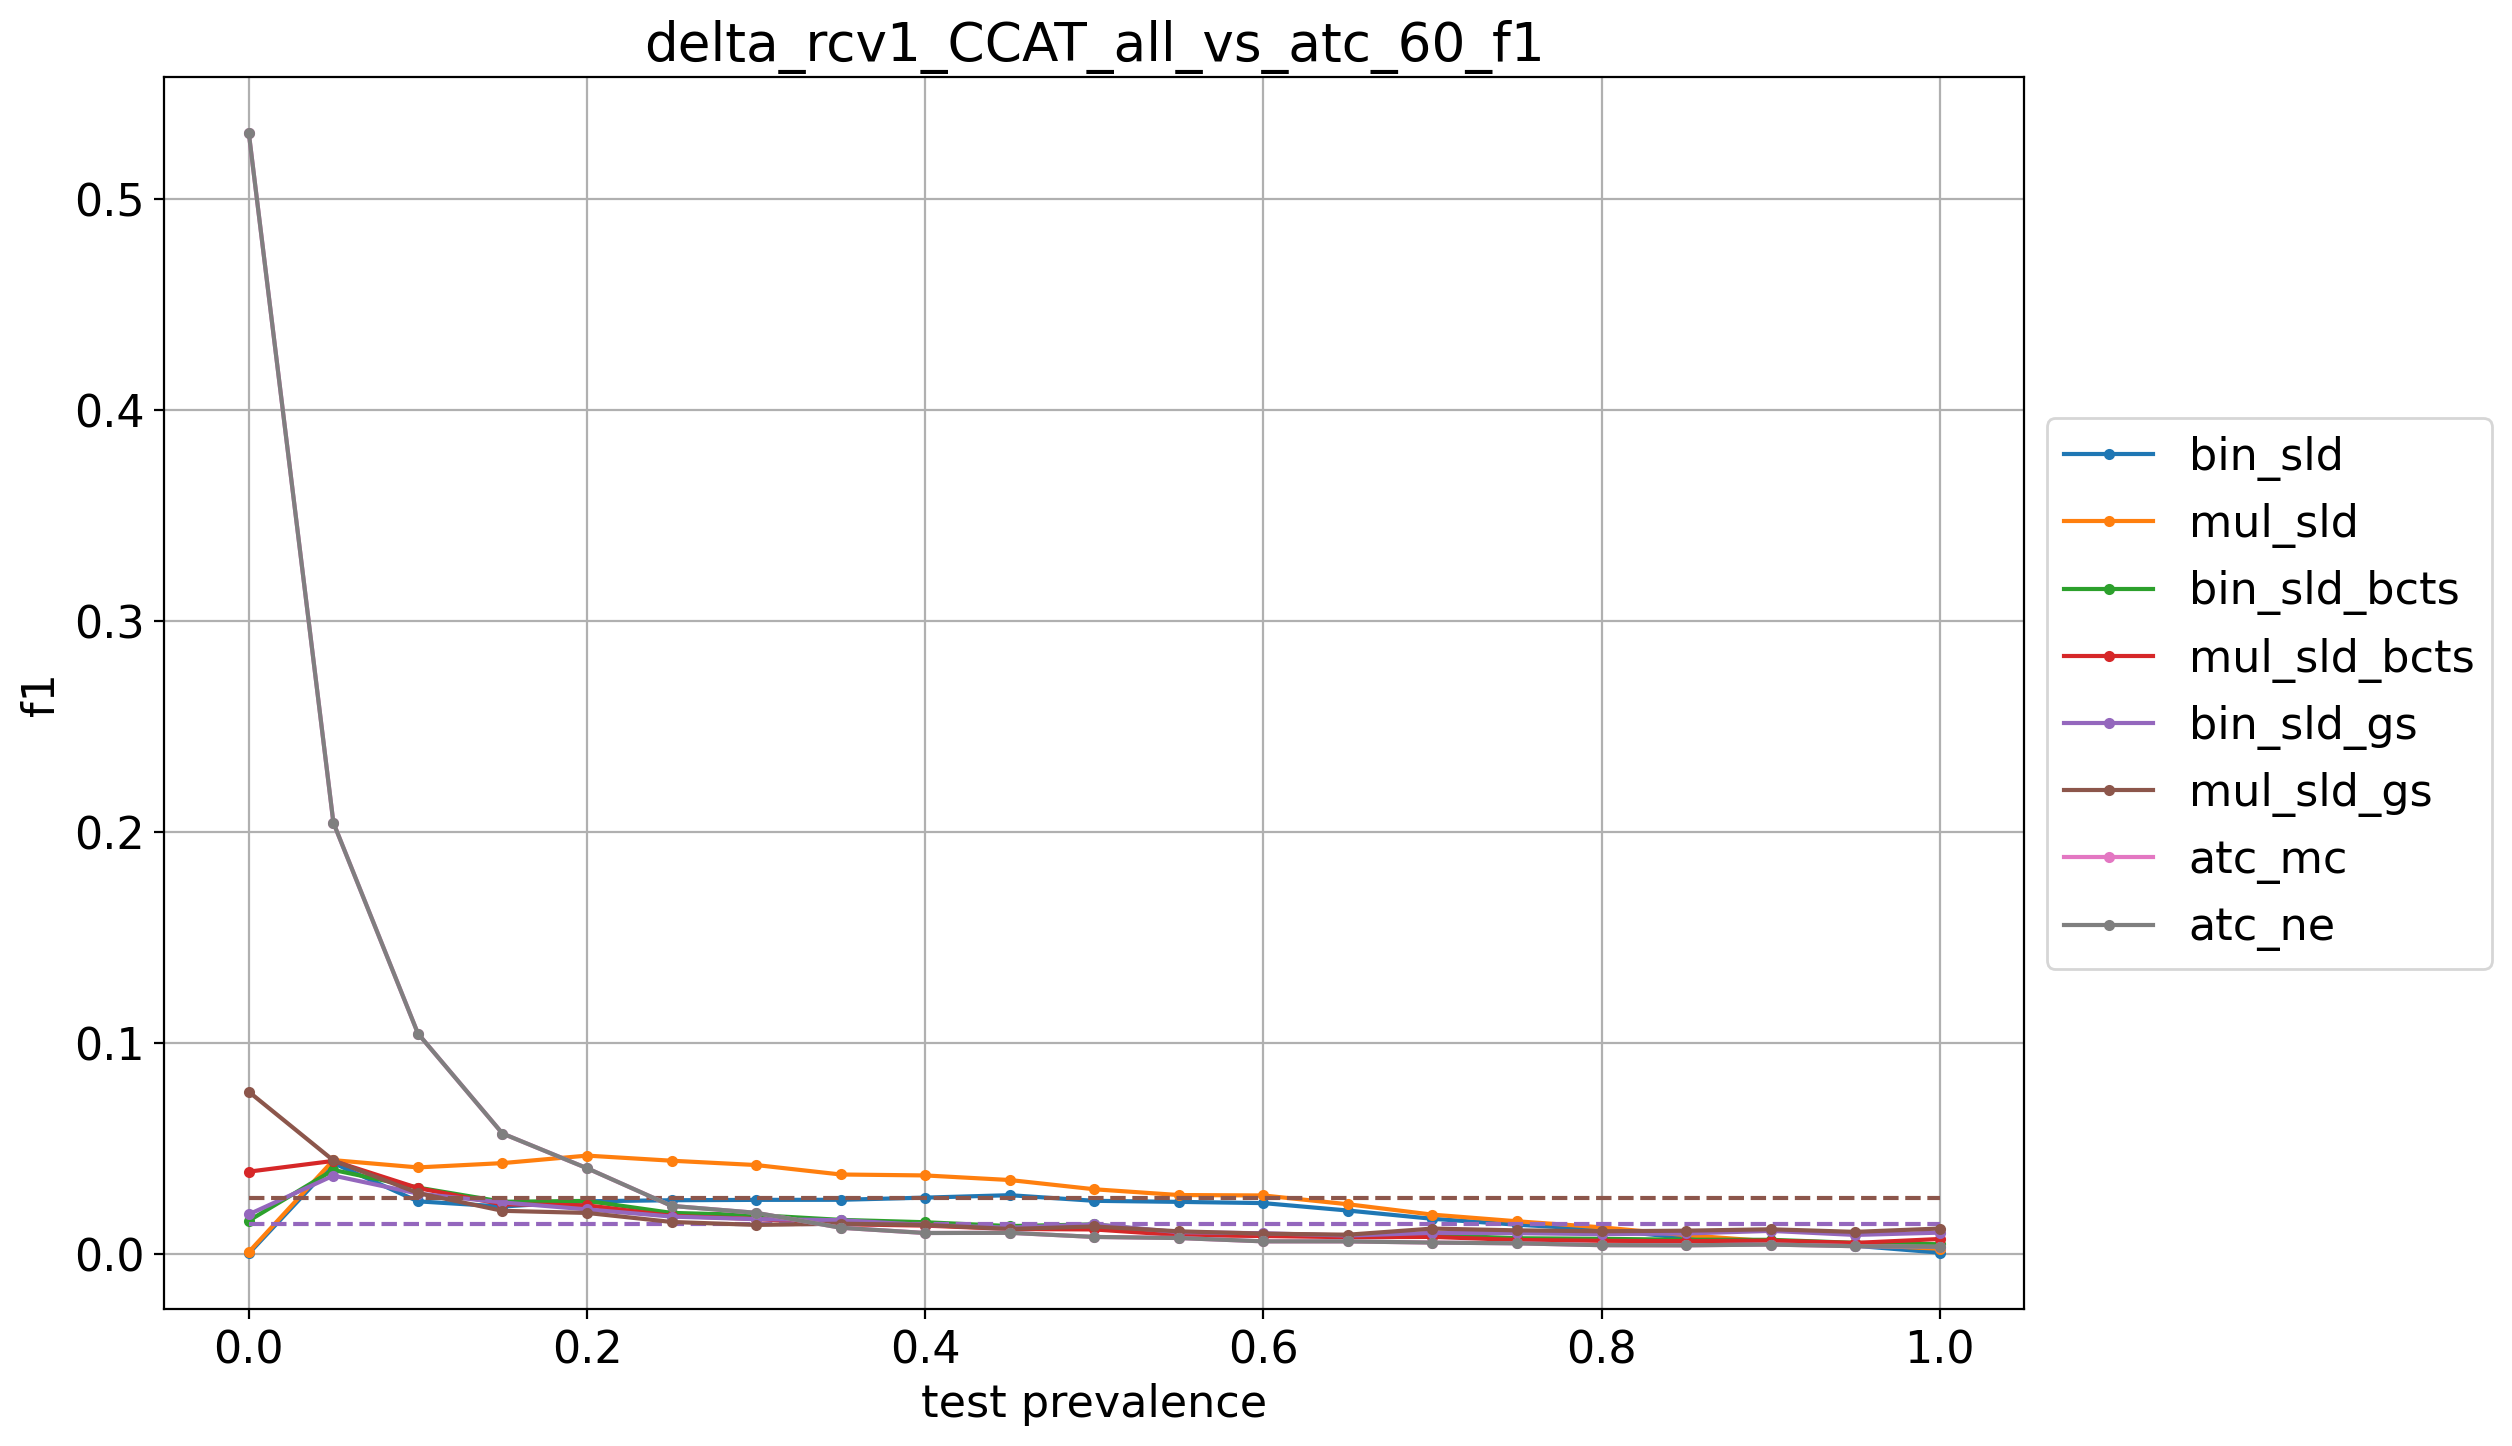 delta_rcv1_CCAT_all_vs_atc_60_f1
0.5
0.4
0.3
0.2
0.1
0.0
f1
0.0 0.2 0.4 0.6 0.8 1.0
test prevalence
bin_sld
mul_sld
bin_sld_bcts
mul_sld_bcts
bin_sld_gs
mul_sld_gs
atc_mc
atc_ne